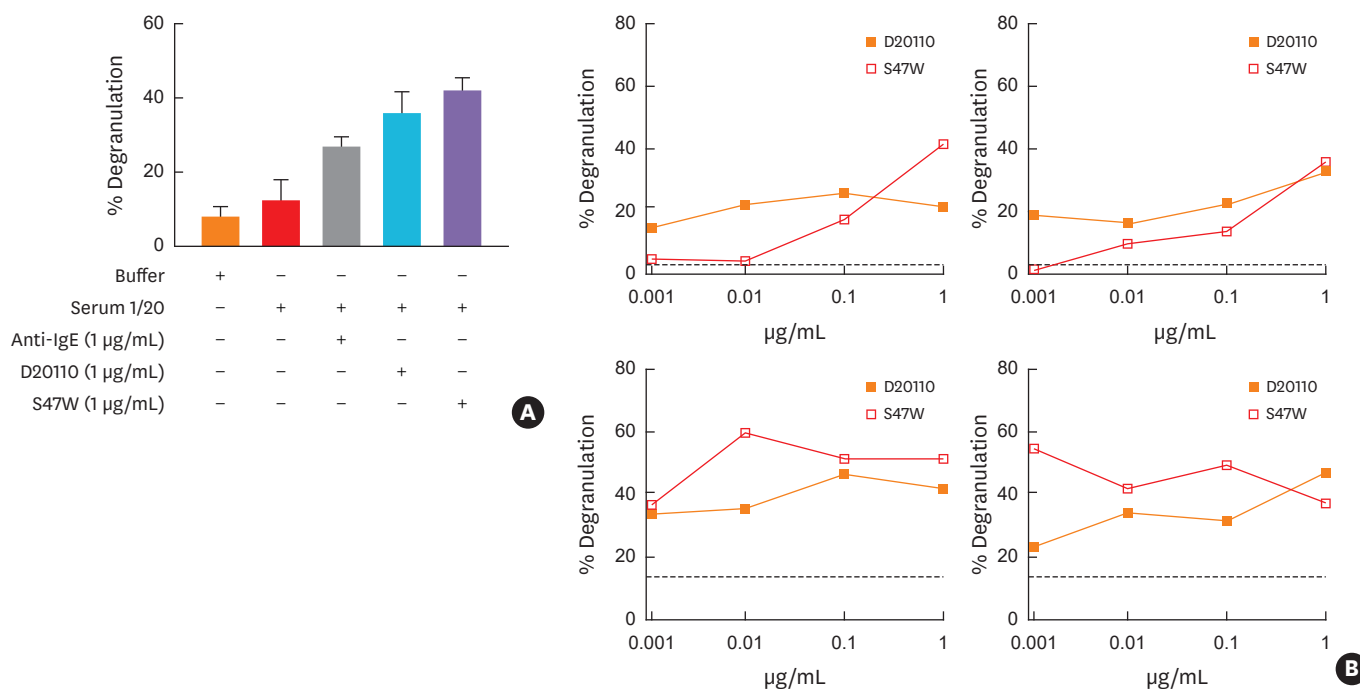 60
40
20
0
% Degranulation
Buffer + – – – –
Serum 1/20 – + + + +
Anti-IgE (1 µg/mL) – – + – –
D20110 (1 µg/mL) – – – + –
S47W (1 µg/mL) – – – – +
A
80
60
40
20
0
% Degranulation
D20110
S47W
0.001 0.01 0.1 1
µg/mL
80
60
40
20
0
% Degranulation
D20110
S47W
0.001 0.01 0.1 1
µg/mL
80
60
40
20
0
% Degranulation
D20110
S47W
0.001 0.01 0.1 1
µg/mL
80
60
40
20
0
% Degranulation
D20110
S47W
0.001 0.01 0.1 1
µg/mL
B